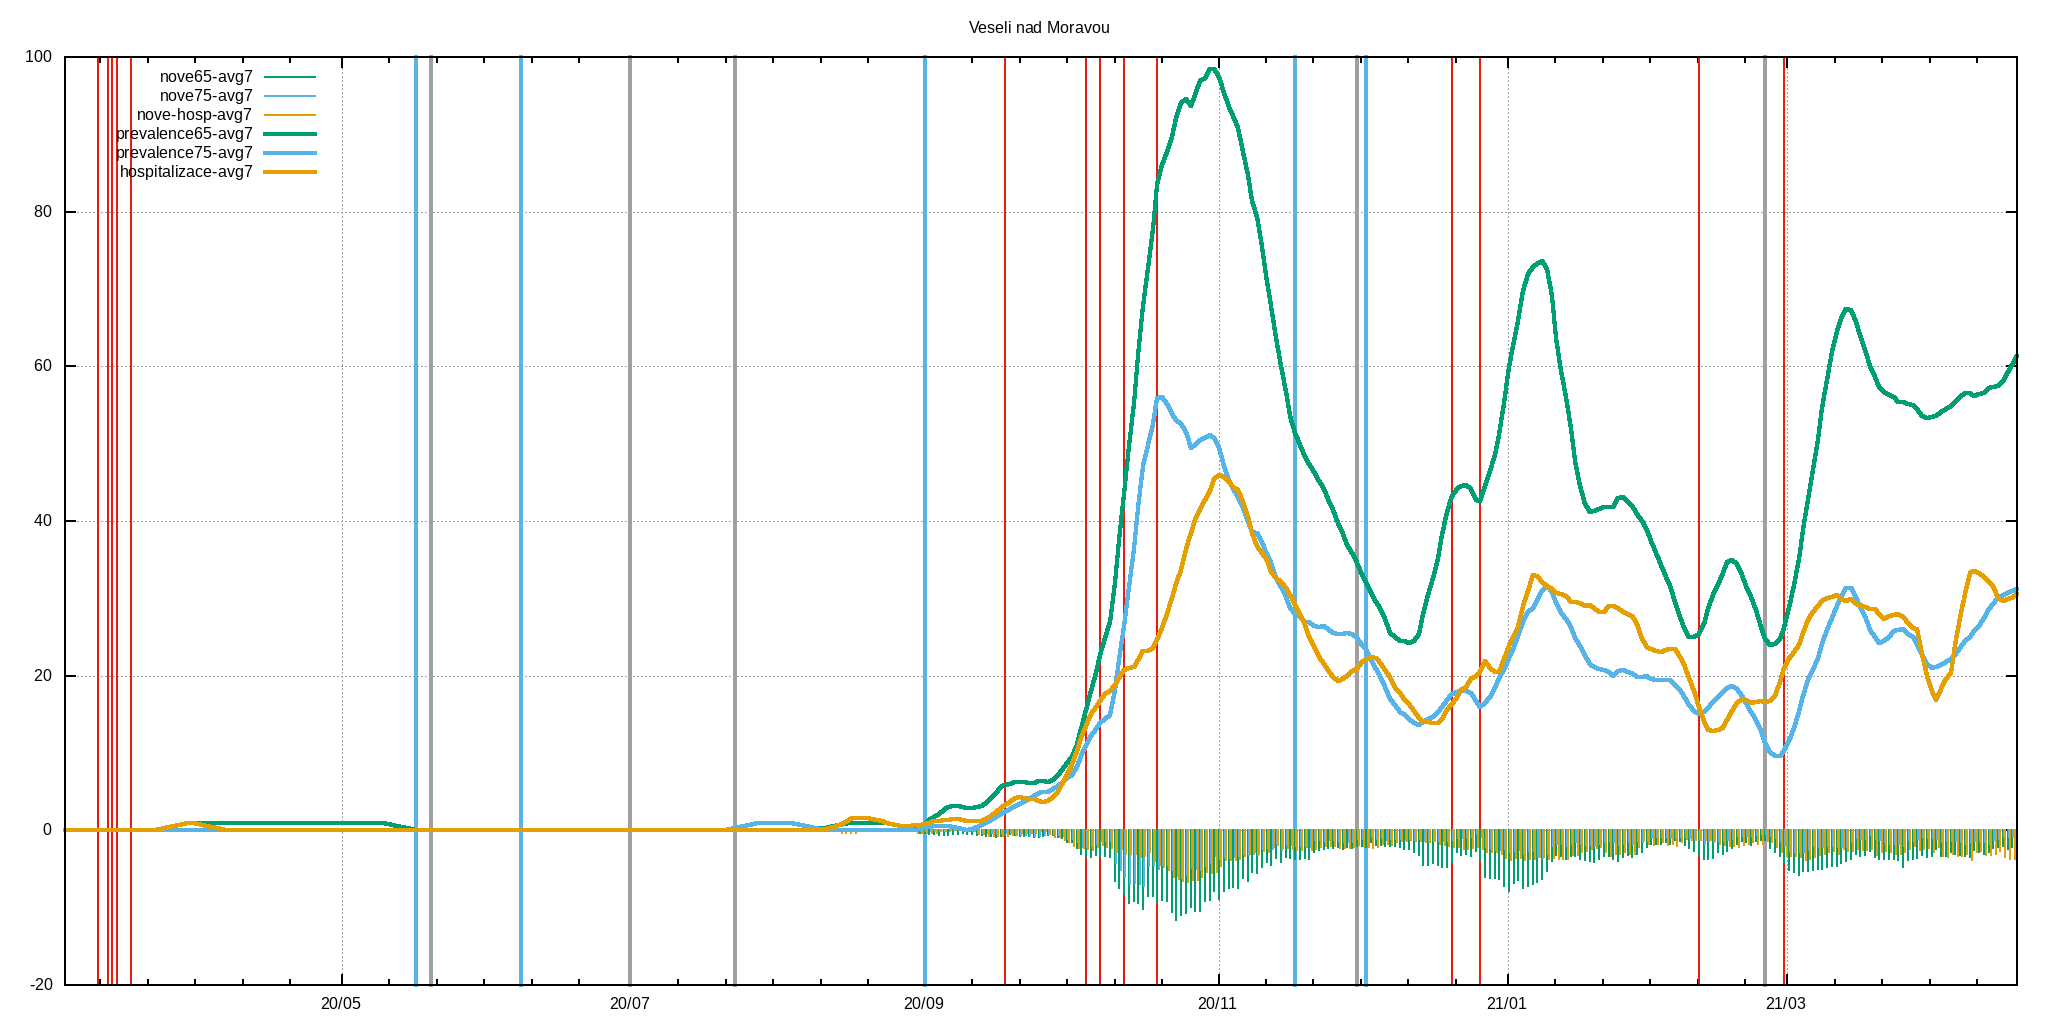 Veseli nad Moravou
100
80
60
40
20
0
-20
nove65-avg7
nove75-avg7
nove-hosp-avg7
prevalence65-avg7
prevalence75-avg7
hospitalizace-avg7
20/05
20/07
20/09
20/11
21/01
21/03